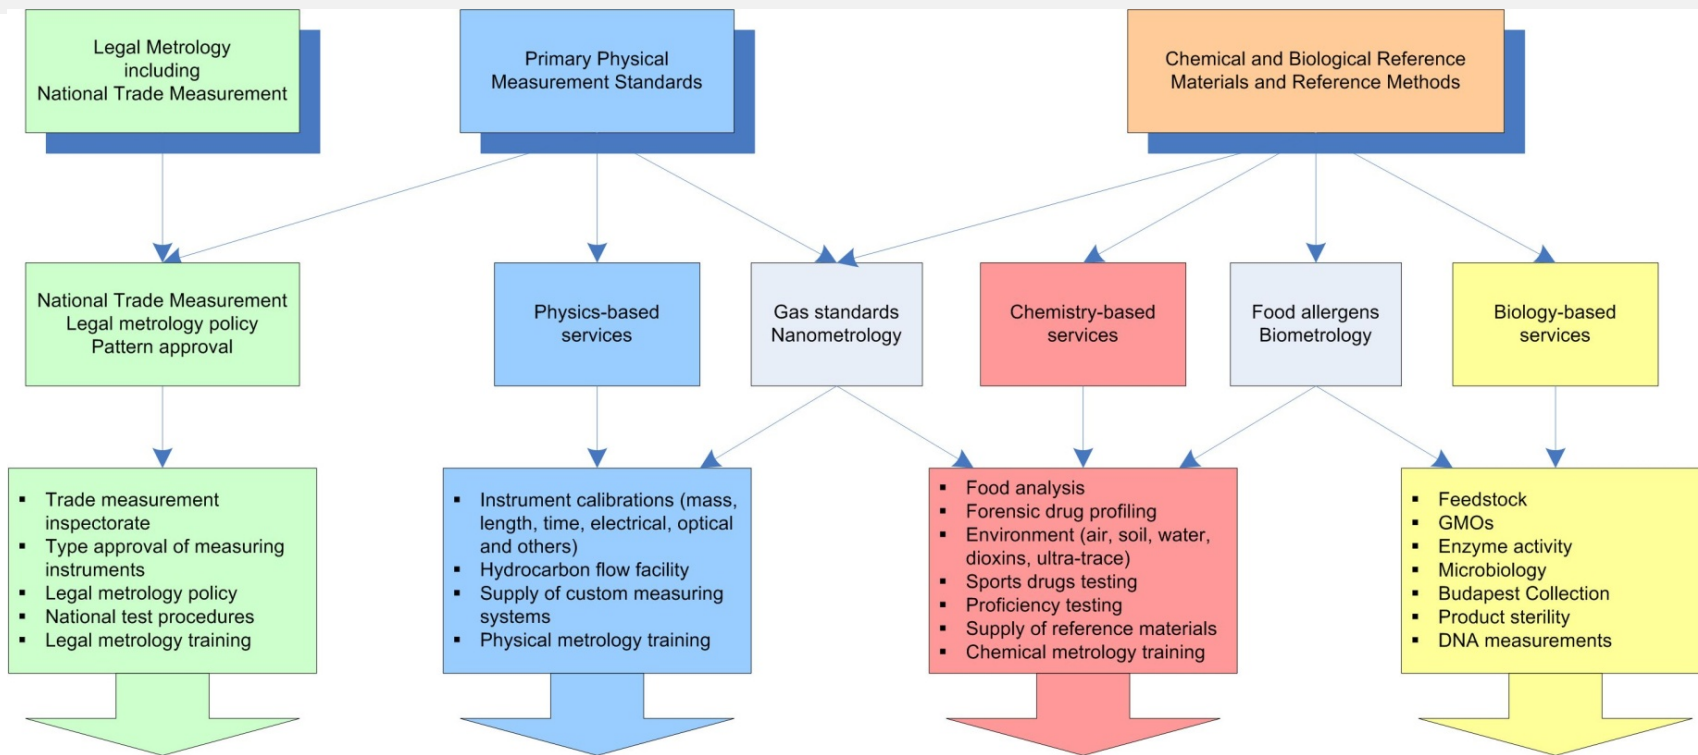 Legal Metrology
including
National Trade Measurement
Primary Physical
Measurement Standards
Chemical and Biological Reference
Materials and Reference Methods
National Trade Measurement
Legal metrology policy
Pattern approval
Physics-based
services
Gas standards
Nanometrology
Chemistry-based
services
Food allergens
Biometrology
Biology-based
services
▪ Trade measurement
inspectorate
▪ Type approval of measuring
instruments
▪ Legal metrology policy
▪ National test procedures
▪ Legal metrology training
▪ Instrument calibrations (mass,
length, time, electrical, optical
and others)
▪ Hydrocarbon flow facility
▪ Supply of custom measuring
systems
▪ Physical metrology training
▪ Food analysis
▪ Forensic drug profiling
▪ Environment (air, soil, water,
dioxins, ultra-trace)
▪ Sports drugs testing
▪ Proficiency testing
▪ Supply of reference materials
▪ Chemical metrology training
▪ Feedstock
▪ GMOs
▪ Enzyme activity
▪ Microbiology
▪ Budapest Collection
▪ Product sterility
▪ DNA measurements